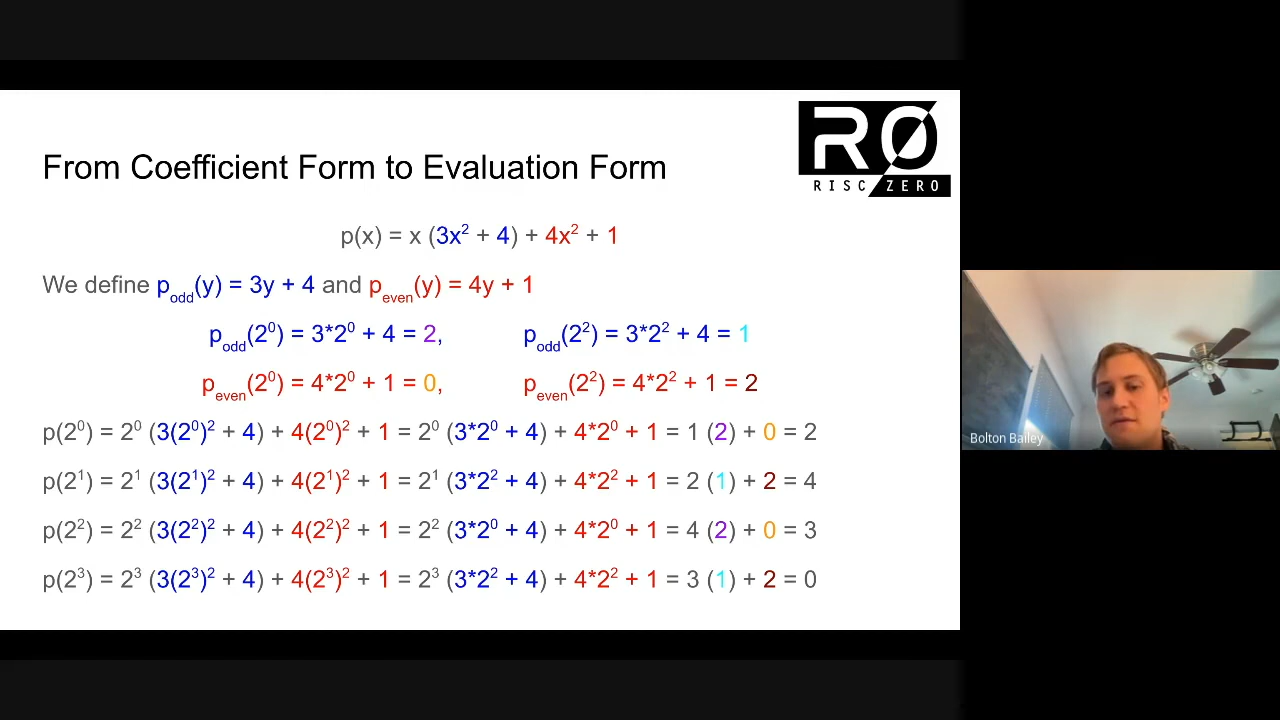 RØ
RISC ZERO
From Coefficient Form to Evaluation Form
p(x) = x (3x² + 4) + 4x² + 1
We define p_odd(y) = 3y + 4 and p_even(y) = 4y + 1
p_odd(2⁰) = 3*2⁰ + 4 = 2, p_odd(2²) = 3*2² + 4 = 1
p_even(2⁰) = 4*2⁰ + 1 = 0, p_even(2²) = 4*2² + 1 = 2
p(2⁰) = 2⁰ (3(2⁰)² + 4) + 4(2⁰)² + 1 = 2⁰ (3*2⁰ + 4) + 4*2⁰ + 1 = 1 (2) + 0 = 2
p(2¹) = 2¹ (3(2¹)² + 4) + 4(2¹)² + 1 = 2¹ (3*2² + 4) + 4*2² + 1 = 2 (1) + 2 = 4
p(2²) = 2² (3(2²)² + 4) + 4(2²)² + 1 = 2² (3*2⁰ + 4) + 4*2⁰ + 1 = 4 (2) + 0 = 3
p(2³) = 2³ (3(2³)² + 4) + 4(2³)² + 1 = 2³ (3*2² + 4) + 4*2² + 1 = 3 (1) + 2 = 0
Bolton Bailey